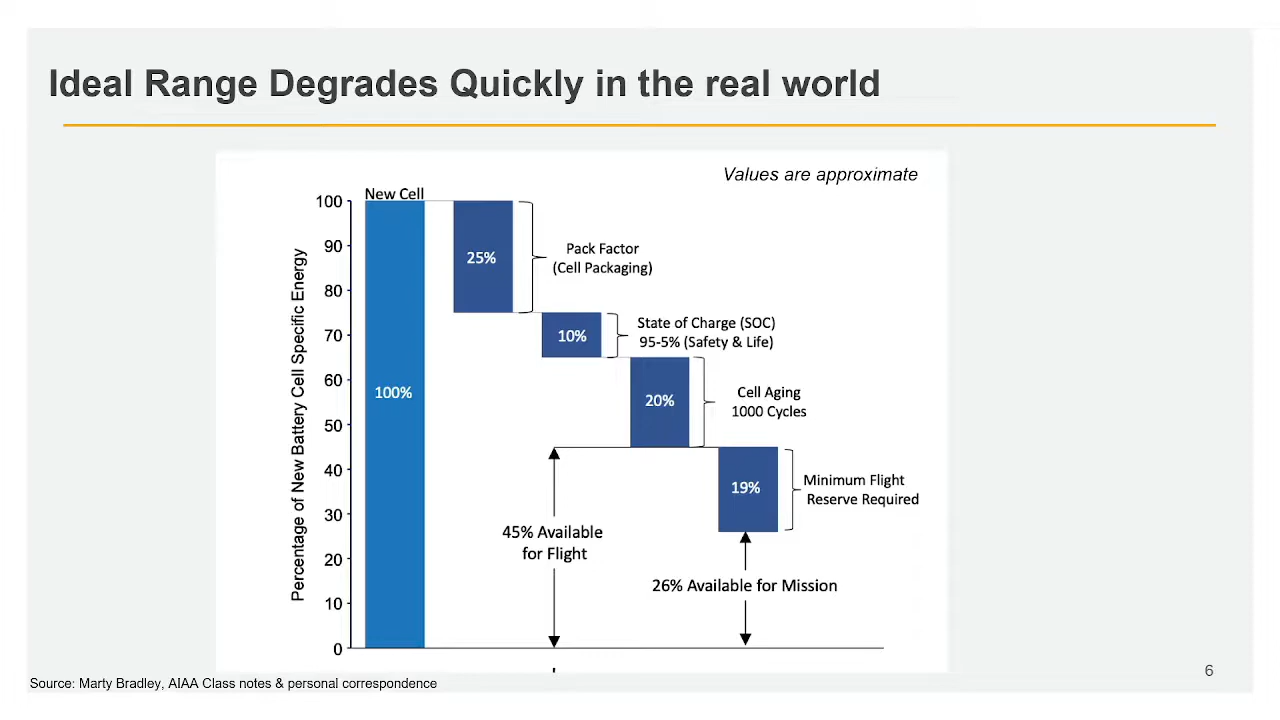 Ideal Range Degrades Quickly in the real world
Values are approximate
Percentage of New Battery Cell Specific Energy
100
90
80
70
60
50
40
30
20
10
0
New Cell
100%
25%
Pack Factor
(Cell Packaging)
10%
State of Charge (SOC)
95-5% (Safety & Life)
20%
Cell Aging
1000 Cycles
19%
Minimum Flight
Reserve Required
45% Available
for Flight
26% Available for Mission
Source: Marty Bradley, AIAA Class notes & personal correspondence
6